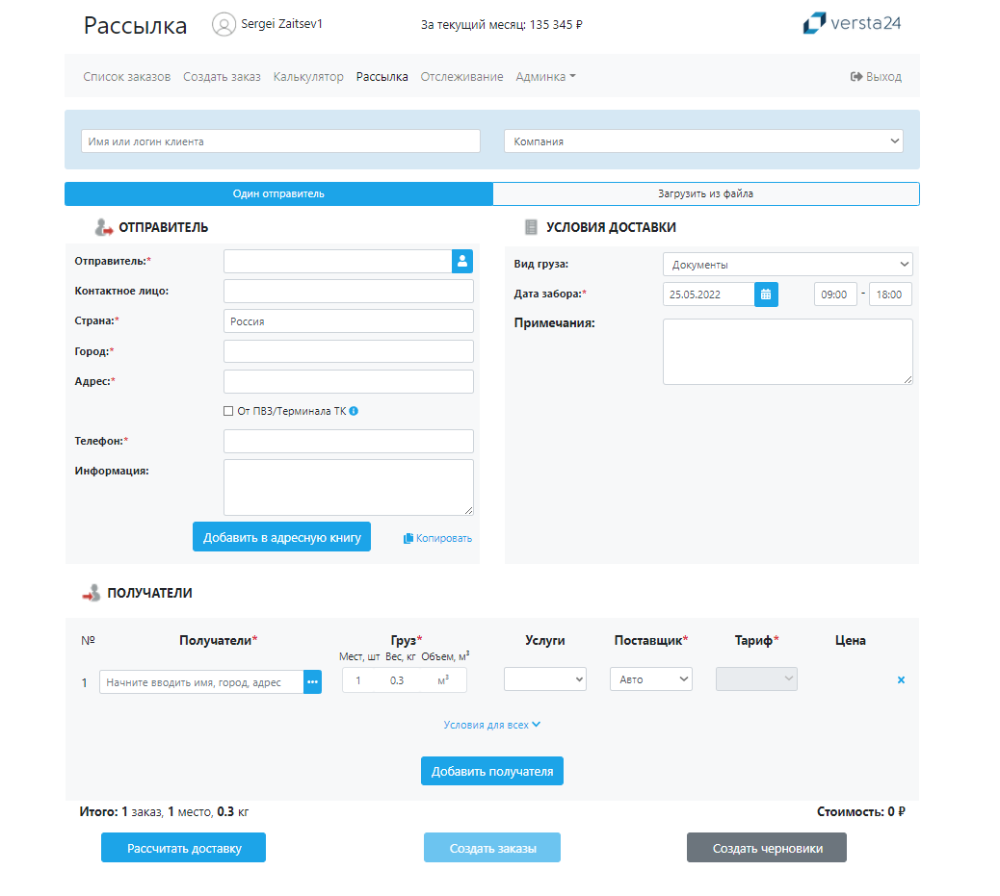 Рассылка
Sergei Zaitsev1
За текущий месяц: 135 345 ₽
versta24
Список заказов Создать заказ Калькулятор Рассылка Отслеживание Админка Выход
Имя или логин клиента
Компания
Один отправитель
Загрузить из файла
ОТПРАВИТЕЛЬ
Отправитель:*
Контактное лицо:
Страна:* Россия
Город:*
Адрес:*
От ПВЗ/Терминала ТК
Телефон:*
Информация:
Добавить в адресную книгу
Копировать
УСЛОВИЯ ДОСТАВКИ
Вид груза: Документы
Дата забора:* 25.05.2022 09:00 - 18:00
Примечания:
ПОЛУЧАТЕЛИ
№ Получатели* Груз* Услуги Поставщик* Тариф* Цена
Мест, шт Вес, кг Объем, м³
1 Начните вводить имя, город, адрес ... 1 0.3 м³ Авто
Условия для всех
Добавить получателя
Итого: 1 заказ, 1 место, 0.3 кг
Стоимость: 0 ₽
Рассчитать доставку
Создать заказы
Создать черновики